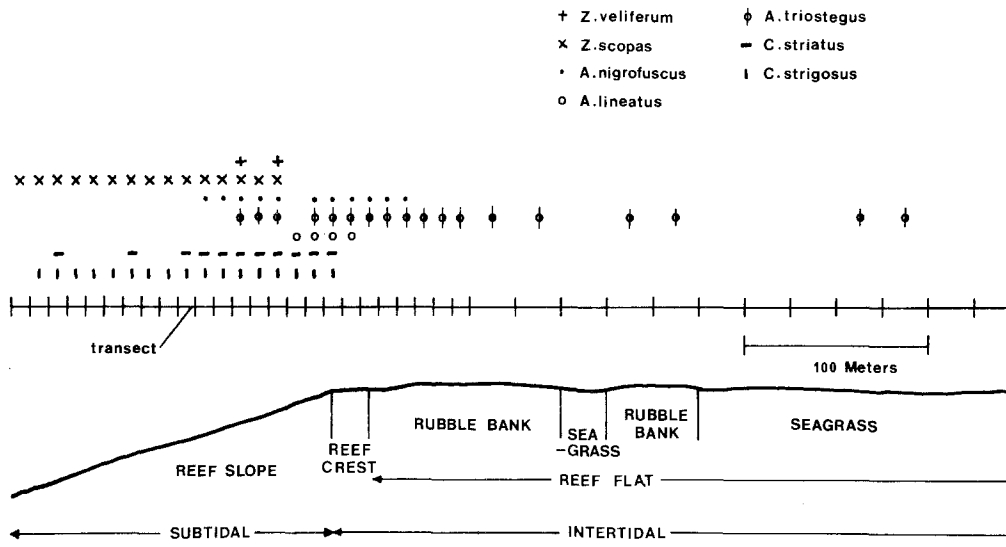 Z.veliferum
A.triostegus
Z.scopas
C.striatus
A.nigrofuscus
C.strigosus
A.lineatus
transect
100 Meters
RUBBLE BANK
SEA
-GRASS
RUBBLE
BANK
SEAGRASS
REEF
CREST
REEF SLOPE
REEF FLAT
SUBTIDAL
INTERTIDAL